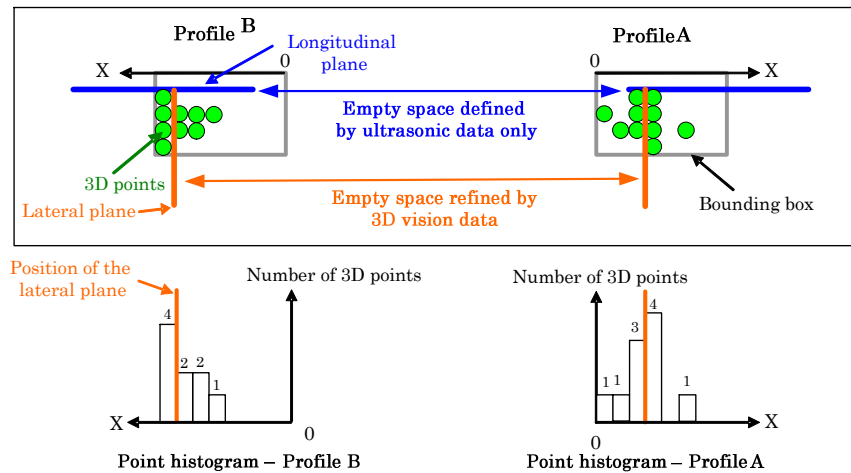 Profile B
Longitudinal
plane
Profile A
X
0
0
X
Empty space defined
by ultrasonic data only
3D points
Lateral plane
Empty space refined by
3D vision data
Bounding box
Position of the
lateral plane
Number of 3D points
4
2 2
1
X
0
Point histogram – Profile B
Number of 3D points
4
3
1 1
1
X
0
Point histogram – Profile A